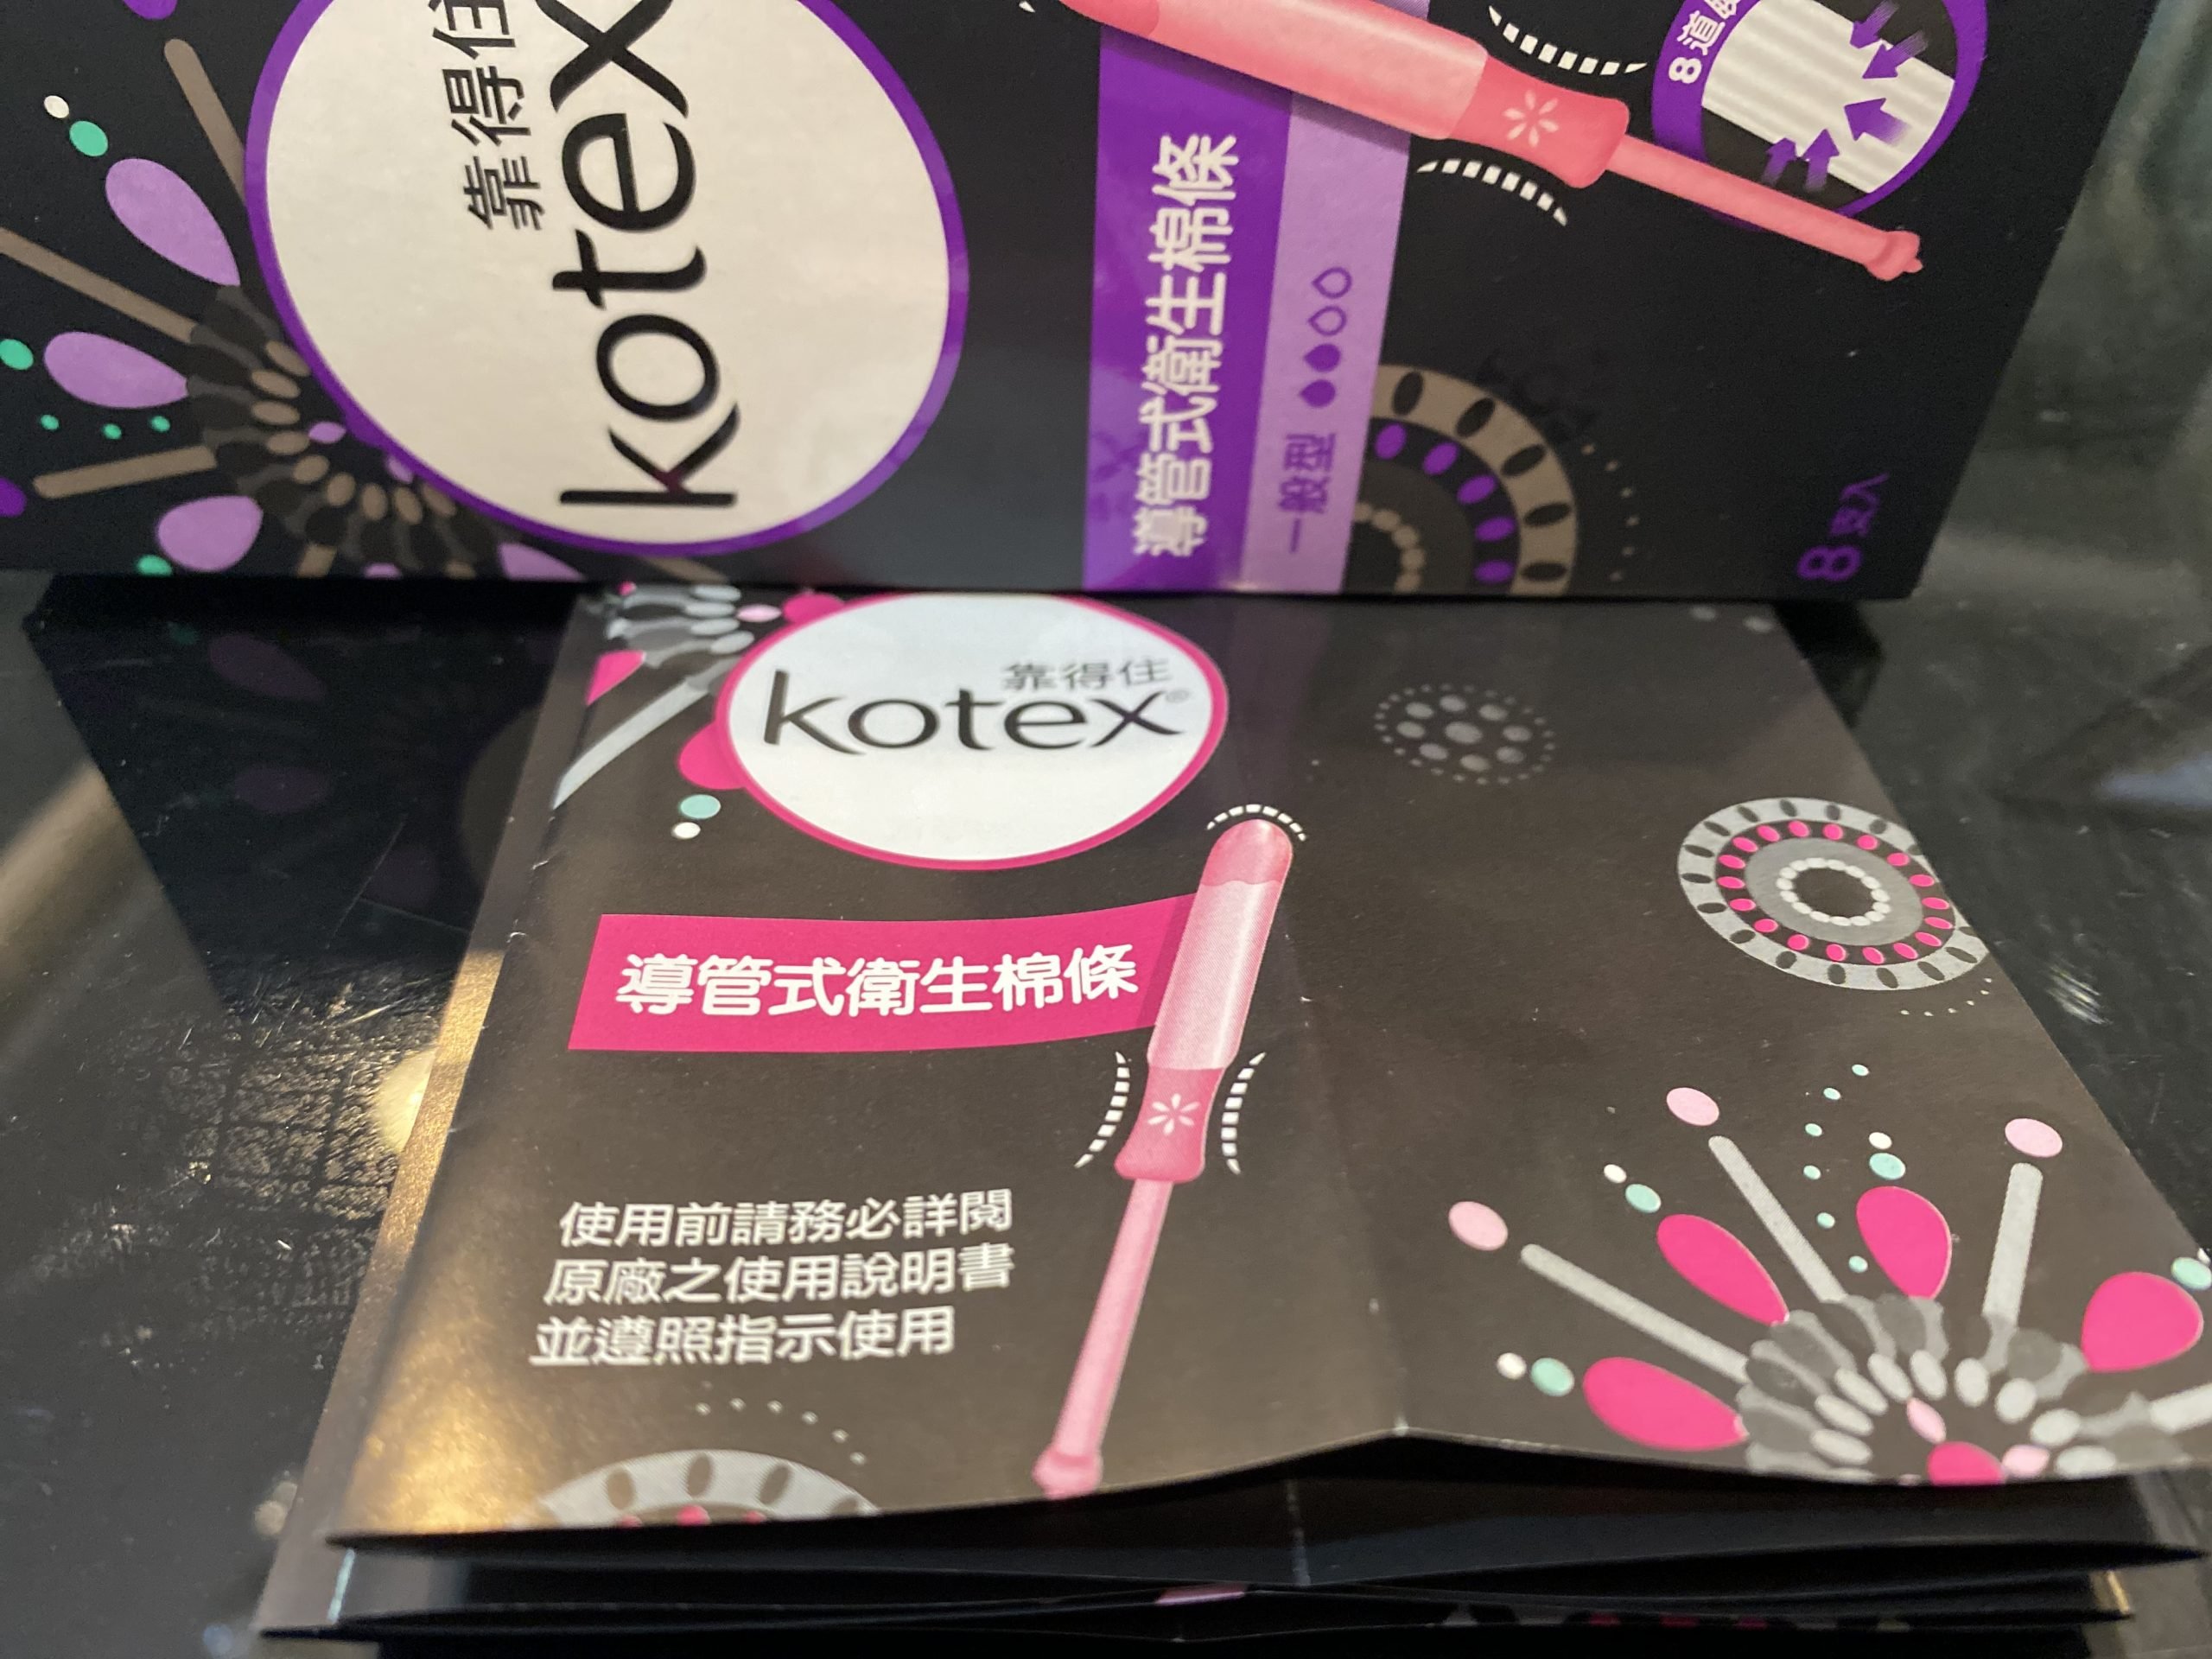 靠得住
kotex
導管式衛生棉條
一般型
8道
8支入
靠得住
kotex®
導管式衛生棉條
使用前請務必詳閱
原廠之使用說明書
並遵照指示使用